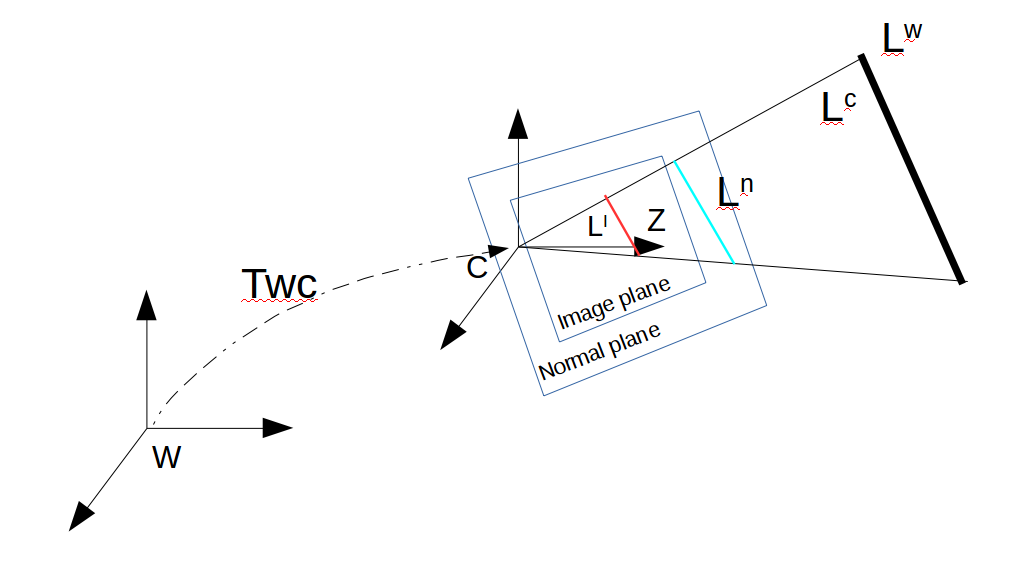 Lʷ
Lᶜ
Lⁿ
Lᴵ
Z
C
Twc
Image plane
Normal plane
W